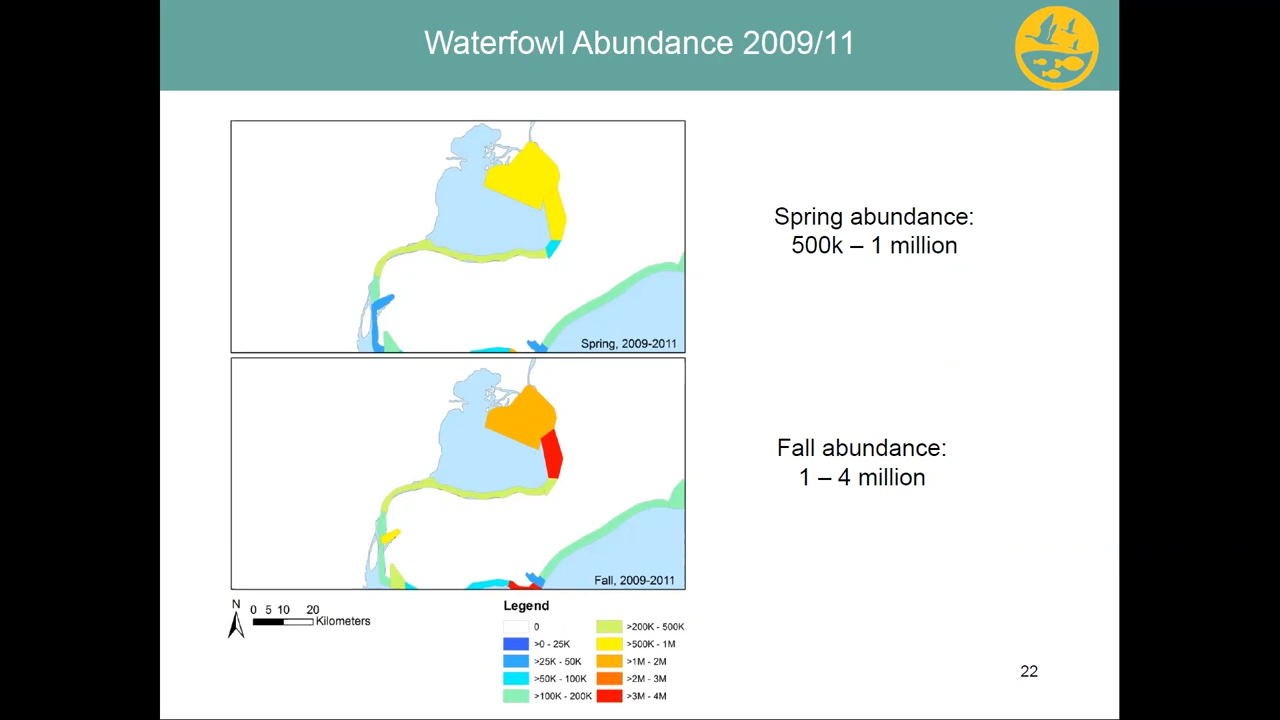 Waterfowl Abundance 2009/11
Spring, 2009-2011
Spring abundance:
500k – 1 million
Fall, 2009-2011
Fall abundance:
1 – 4 million
N
0 5 10 20
Kilometers
Legend
0
>0 - 25K
>25K - 50K
>50K - 100K
>100K - 200K
>200K - 500K
>500K - 1M
>1M - 2M
>2M - 3M
>3M - 4M
22